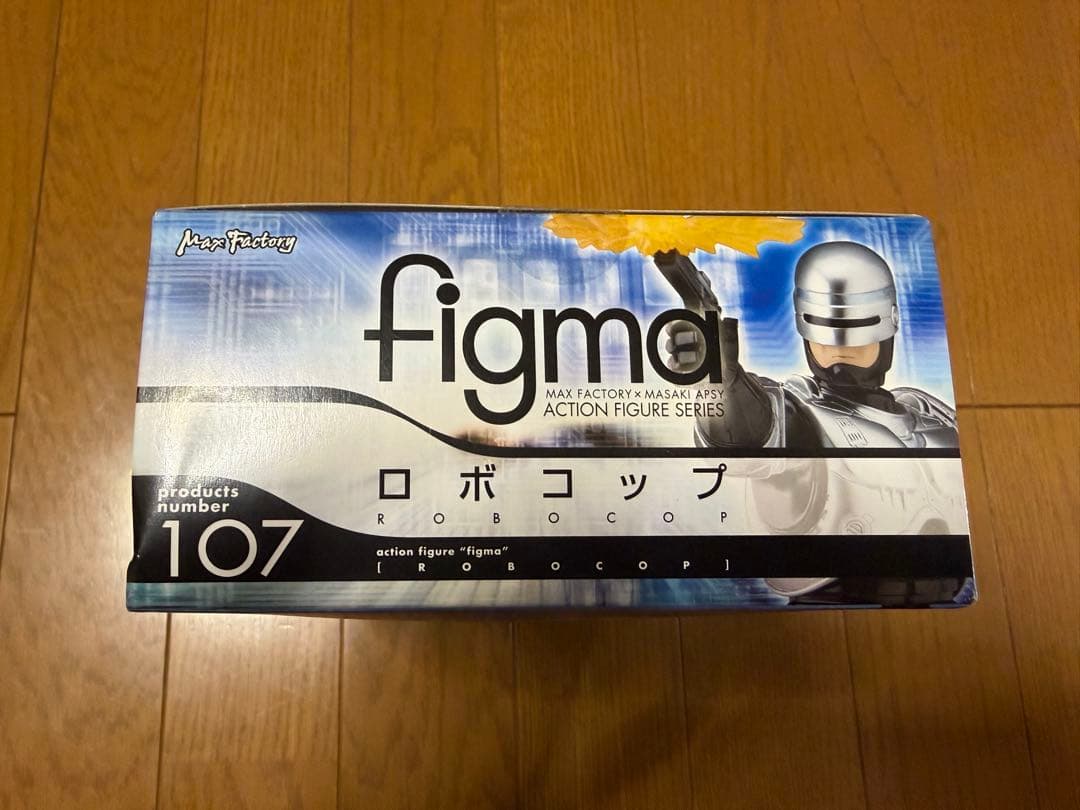 Max Factory
figma
MAX FACTORY × MASAKI APSY
ACTION FIGURE SERIES
ロボコップ
ROBOCOP
products
number
107
action figure "figma"
[ROBOCOP]